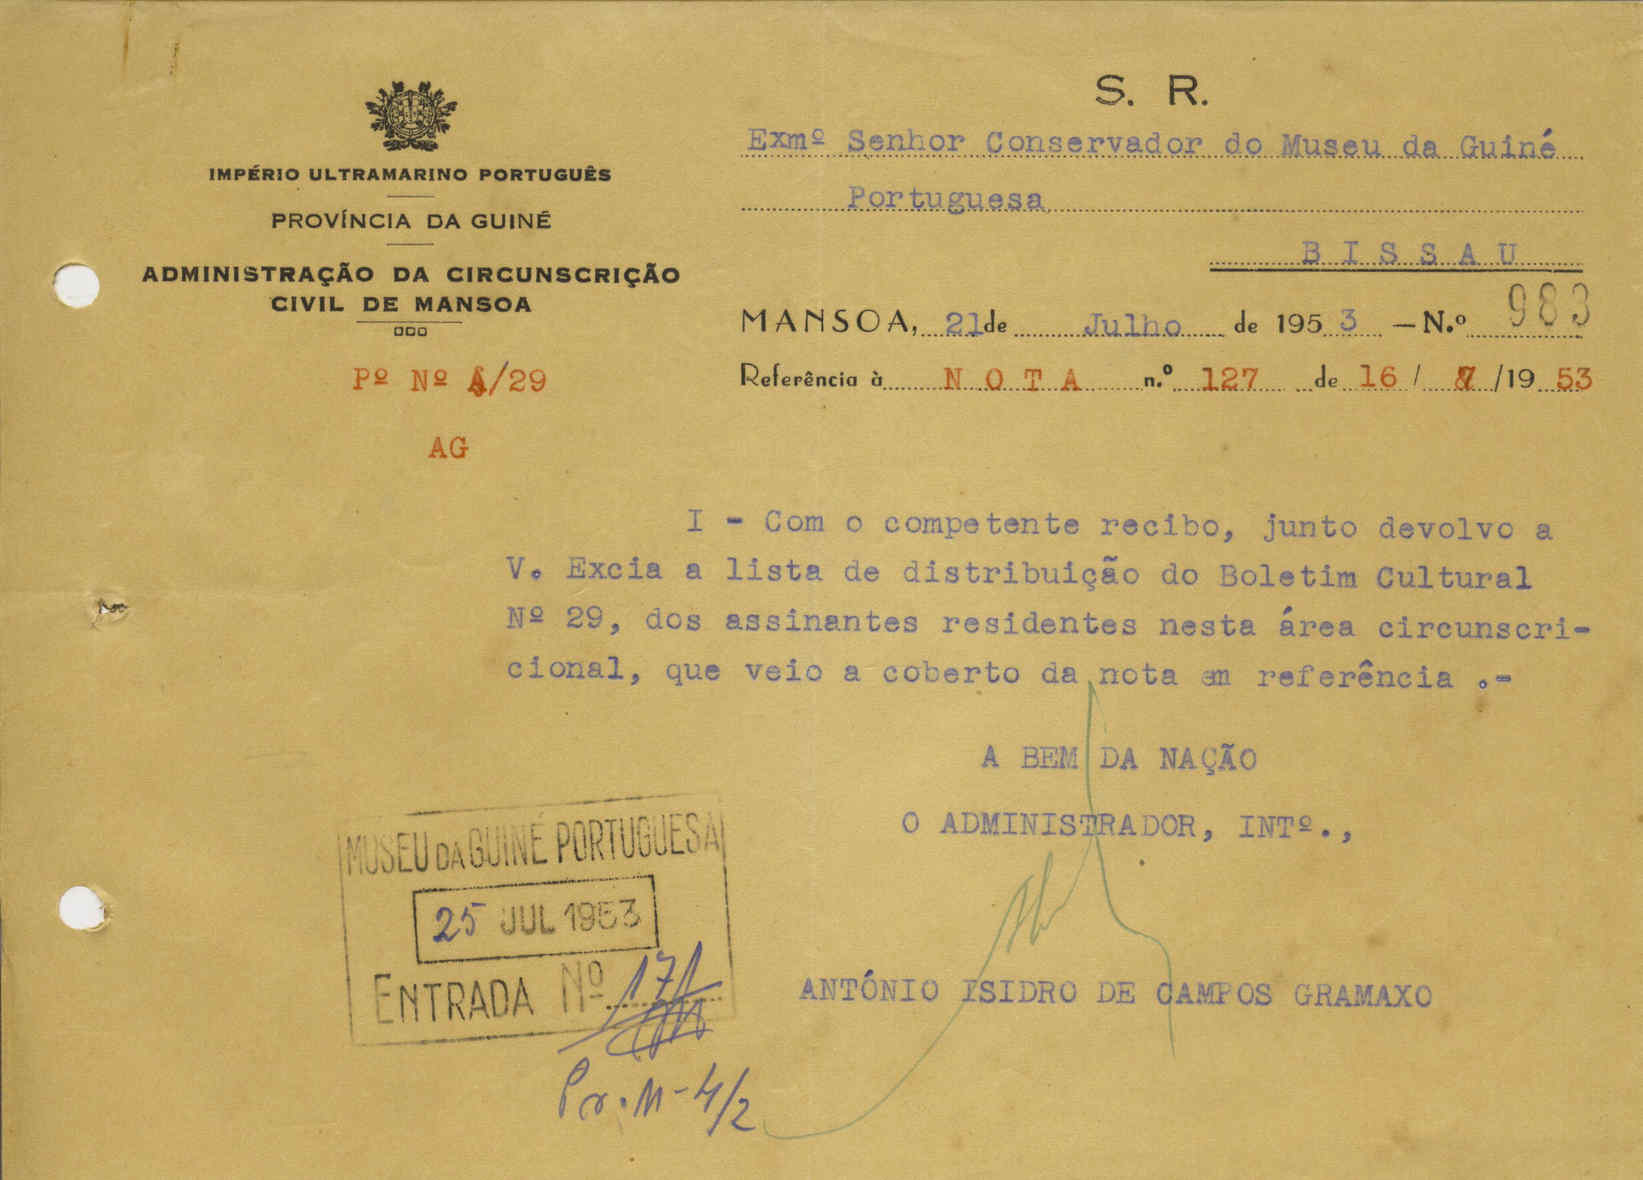 S. R.
IMPÉRIO ULTRAMARINO PORTUGUÊS
PROVÍNCIA DA GUINÉ
ADMINISTRAÇÃO DA CIRCUNSCRIÇÃO
CIVIL DE MANSOA
Pº Nº /29
AG
Exmº Senhor Conservador do Museu da Guiné
Portuguesa
B I S S A U
MANSOA, 21 de Julho de 1953 — N.º 983
Referência à N O T A n.º 127 de 16 / 7 /19 53
I - Com o competente recibo, junto devolvo a
V. Excia a lista de distribuição do Boletim Cultural
Nº 29, dos assinantes residentes nesta área circunscri-
cional, que veio a coberto da nota em referência .-
A BEM DA NAÇÃO
O ADMINISTRADOR, INTº.,
ANTÓNIO ISIDRO DE CAMPOS GRAMAXO
MUSEU DA GUINÉ PORTUGUESA
25 JUL 1953
ENTRADA Nº 171
Pr. M-4/2